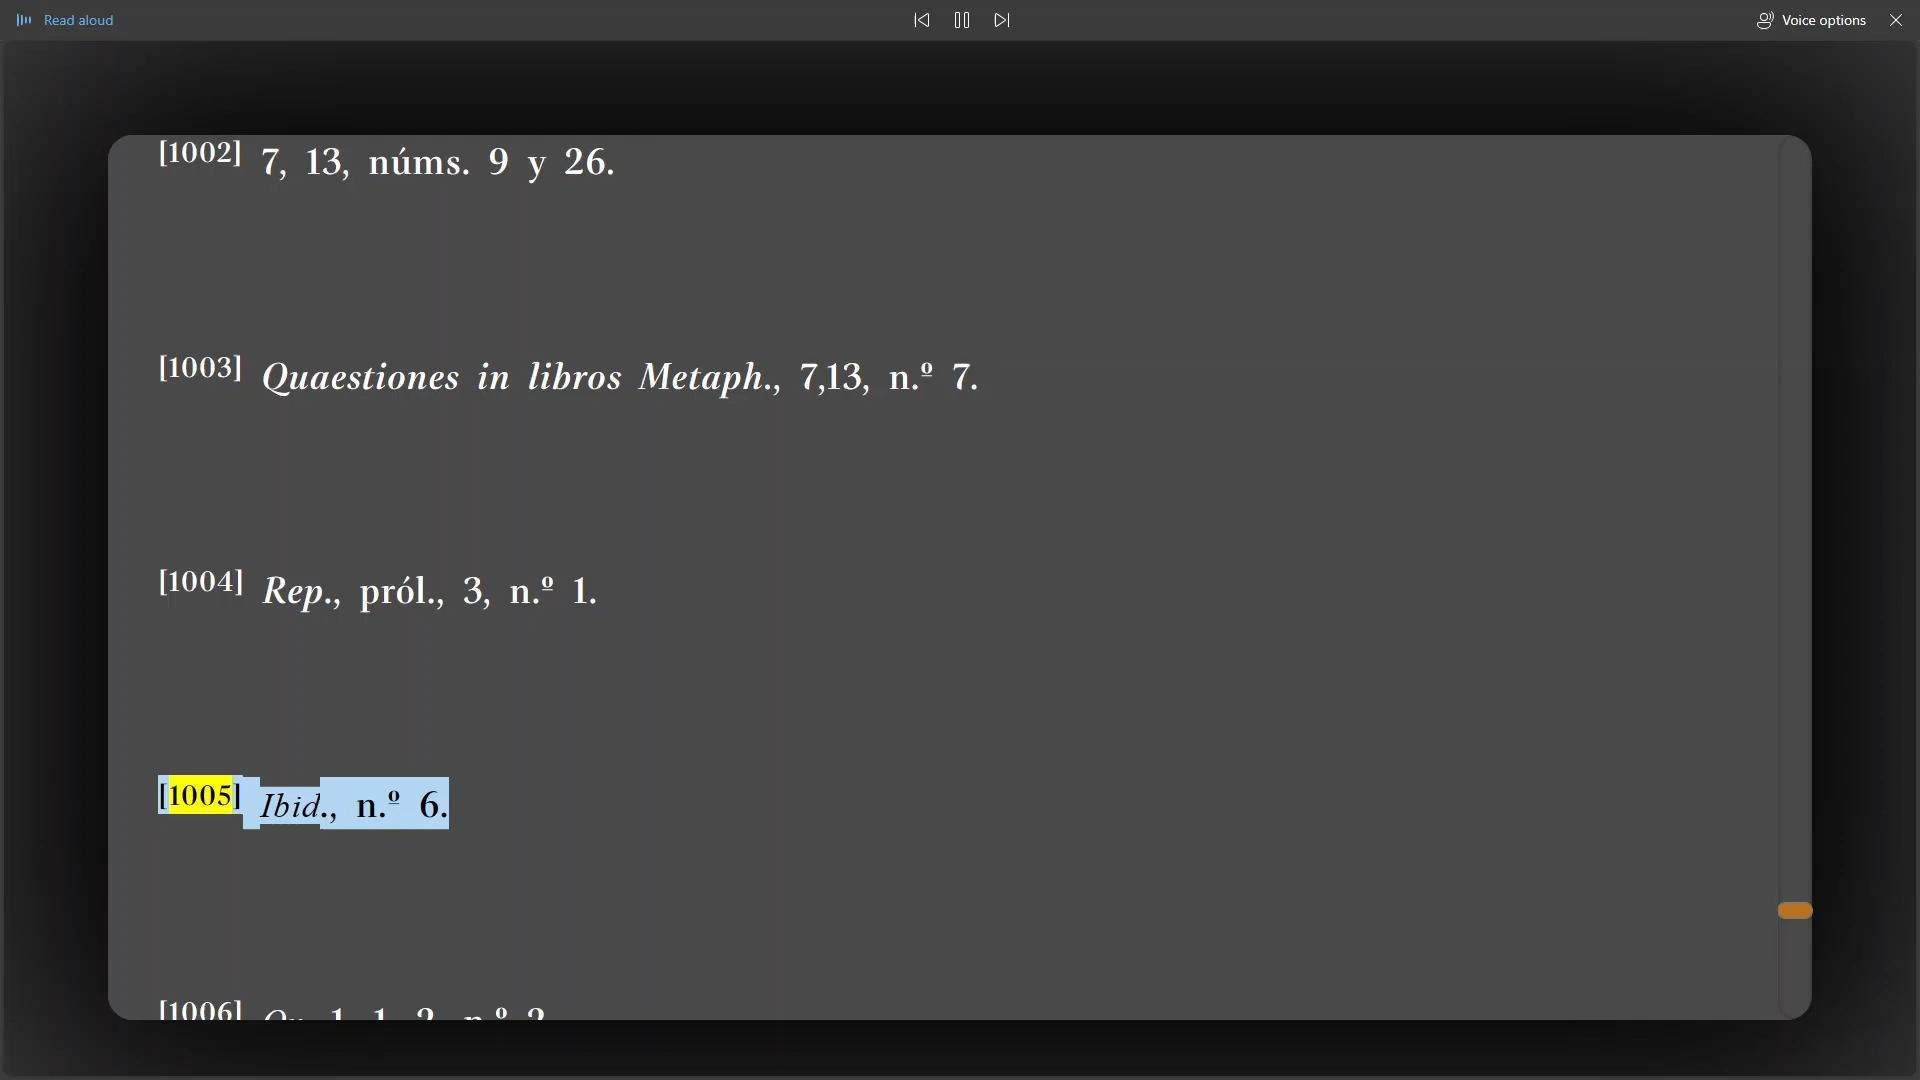 Read aloud
Voice options
[1002] 7, 13, núms. 9 y 26.
[1003] Quaestiones in libros Metaph., 7,13, n.º 7.
[1004] Rep., pról., 3, n.º 1.
[1005] Ibid., n.º 6.
[1006]